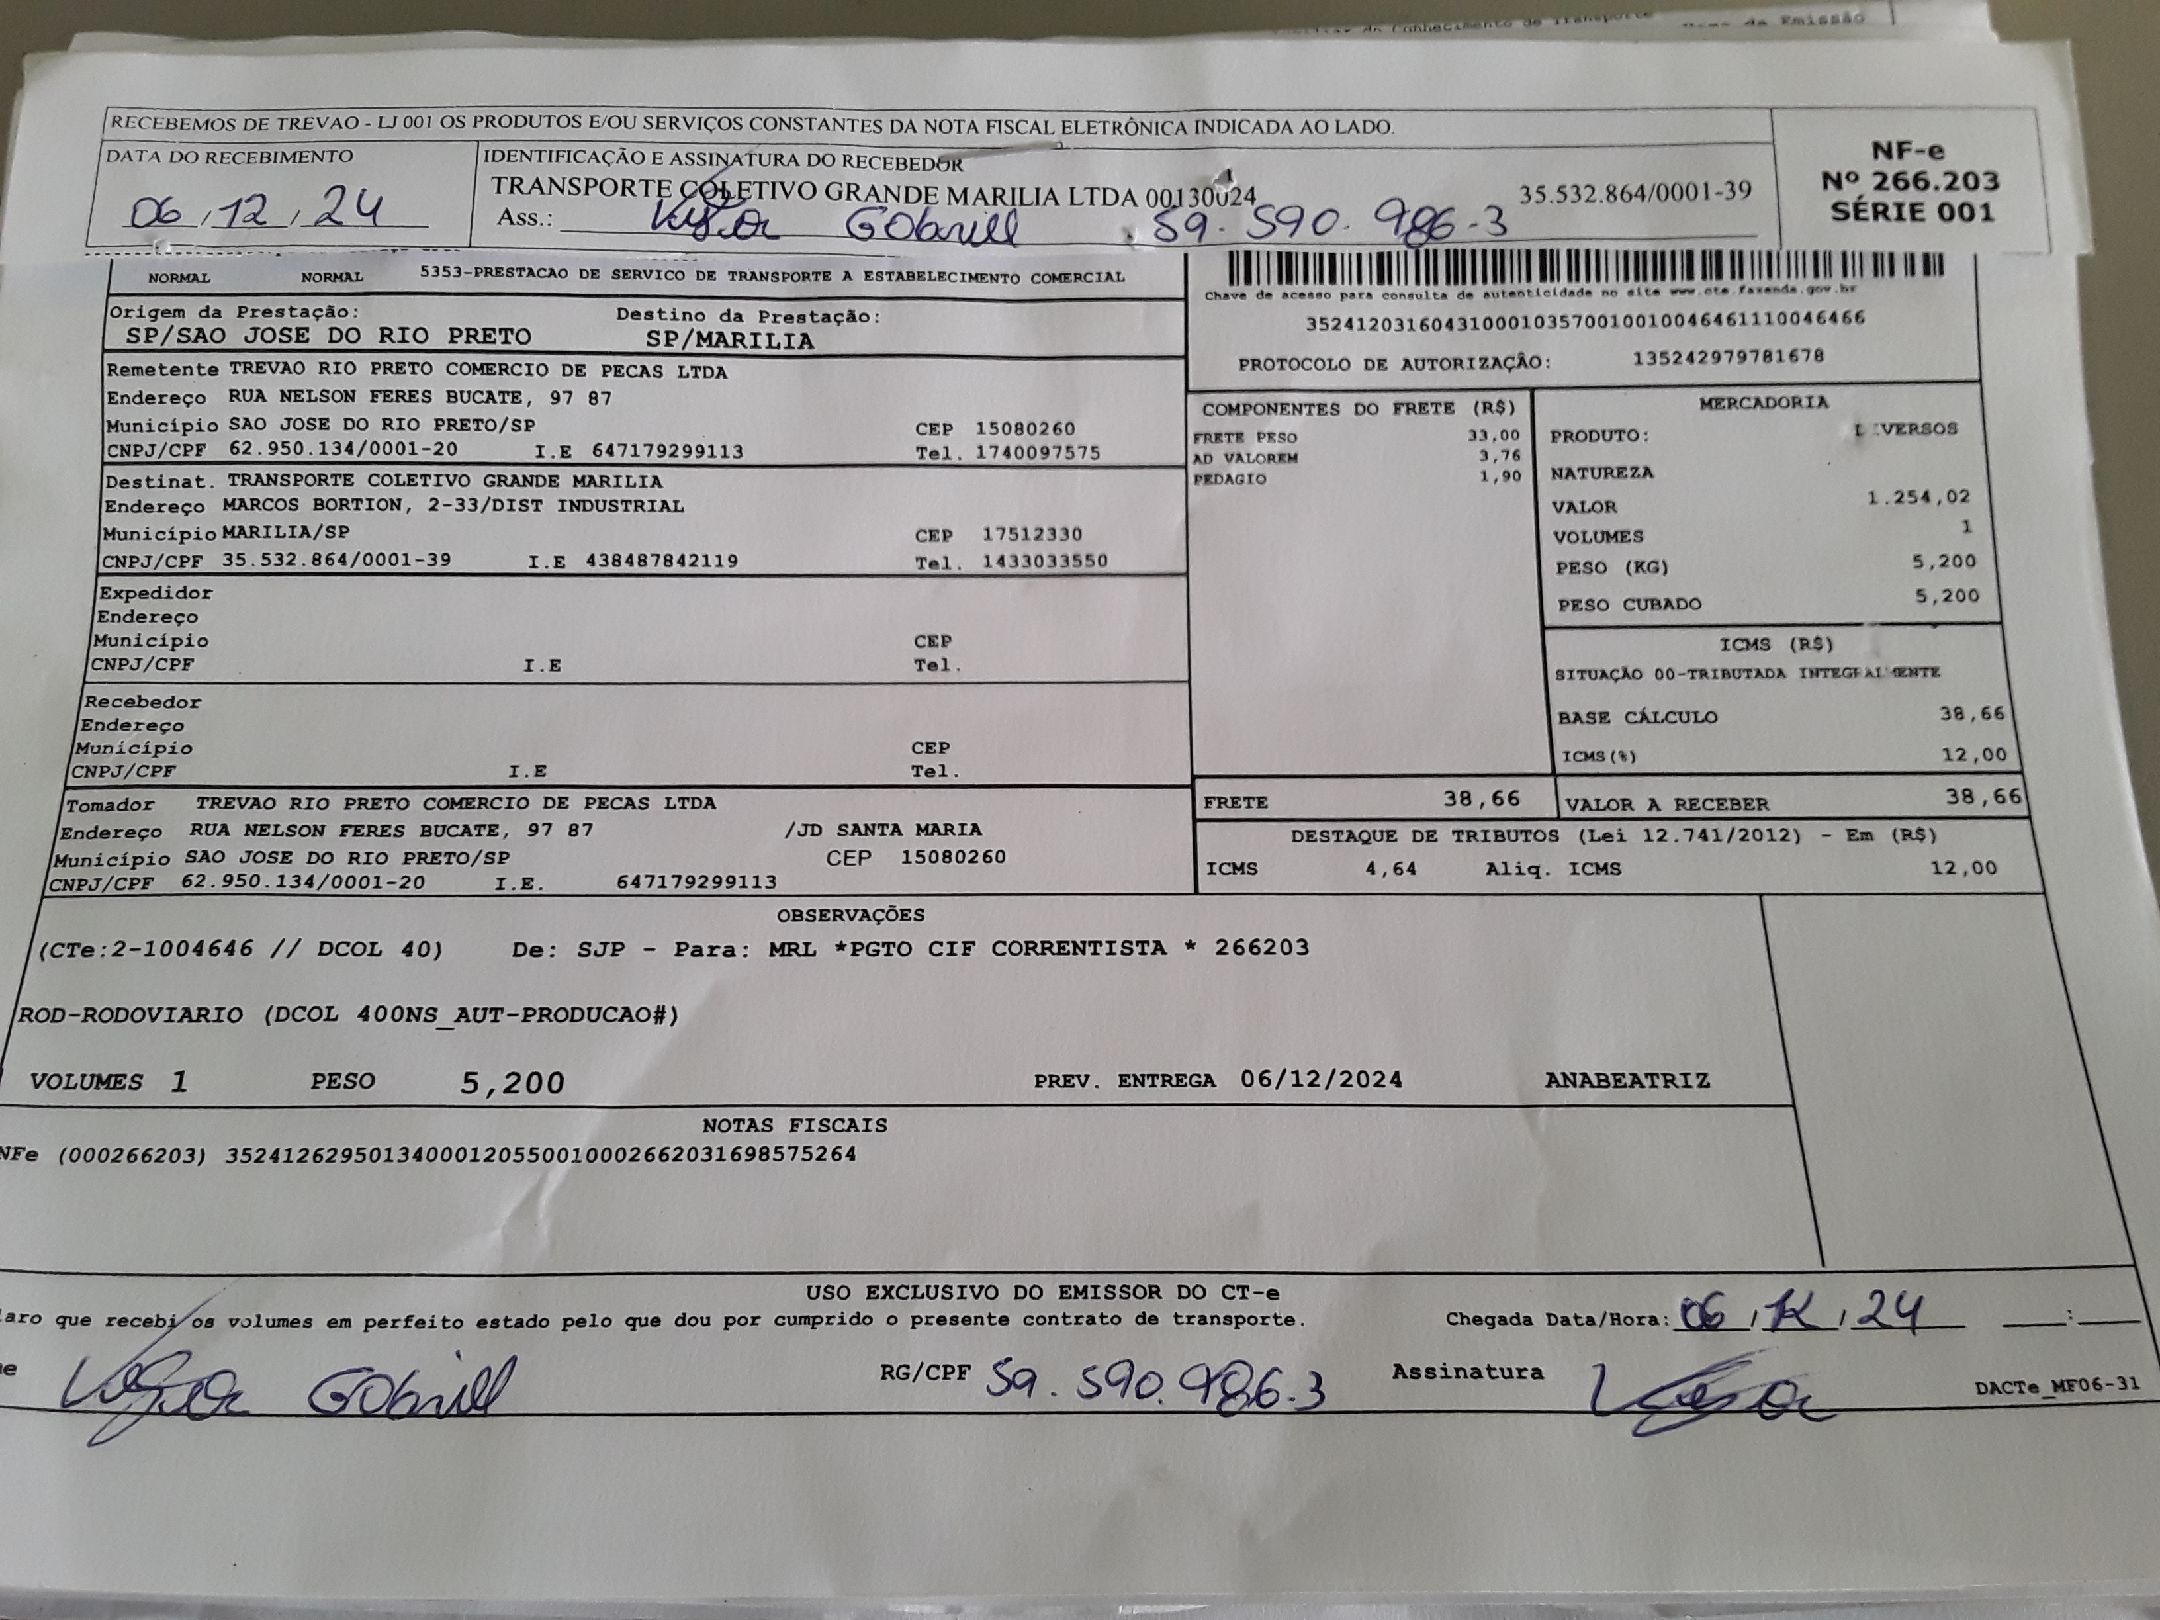 RECEBEMOS DE TREVAO - LJ 001 OS PRODUTOS E/OU SERVIÇOS CONSTANTES DA NOTA FISCAL ELETRÔNICA INDICADA AO LADO.
DATA DO RECEBIMENTO
06/12/24
IDENTIFICAÇÃO E ASSINATURA DO RECEBEDOR
TRANSPORTE COLETIVO GRANDE MARILIA LTDA 00130024 35.532.864/0001-39
Ass.: 59.590.986-3
NF-e
Nº 266.203
SÉRIE 001
NORMAL NORMAL 5353-PRESTACAO DE SERVICO DE TRANSPORTE A ESTABELECIMENTO COMERCIAL
Origem da Prestação: Destino da Prestação:
SP/SAO JOSE DO RIO PRETO SP/MARILIA
Chave de acesso para consulta de autenticidade no site www.cte.fazenda.gov.br
35241203160431000103570010010046461110046466
PROTOCOLO DE AUTORIZAÇÃO: 135242979781678
Remetente TREVAO RIO PRETO COMERCIO DE PECAS LTDA
Endereço RUA NELSON FERES BUCATE, 97 87
Município SAO JOSE DO RIO PRETO/SP CEP 15080260
CNPJ/CPF 62.950.134/0001-20 I.E 647179299113 Tel. 1740097575
Destinat. TRANSPORTE COLETIVO GRANDE MARILIA
Endereço MARCOS BORTION, 2-33/DIST INDUSTRIAL
Município MARILIA/SP CEP 17512330
CNPJ/CPF 35.532.864/0001-39 I.E 438487842119 Tel. 1433033550
Expedidor
Endereço
Município CEP
CNPJ/CPF I.E Tel.
Recebedor
Endereço
Município CEP
CNPJ/CPF I.E Tel.
Tomador TREVAO RIO PRETO COMERCIO DE PECAS LTDA
Endereço RUA NELSON FERES BUCATE, 97 87 /JD SANTA MARIA
Município SAO JOSE DO RIO PRETO/SP CEP 15080260
CNPJ/CPF 62.950.134/0001-20 I.E. 647179299113
COMPONENTES DO FRETE (R$)
FRETE PESO 33,00
AD VALOREM 3,76
PEDAGIO 1,90
MERCADORIA
PRODUTO: DIVERSOS
NATUREZA
VALOR 1.254,02
VOLUMES 1
PESO (KG) 5,200
PESO CUBADO 5,200
ICMS (R$)
SITUAÇÃO 00-TRIBUTADA INTEGRALMENTE
BASE CÁLCULO 38,66
ICMS(%) 12,00
FRETE 38,66 VALOR A RECEBER 38,66
DESTAQUE DE TRIBUTOS (Lei 12.741/2012) - Em (R$)
ICMS 4,64 Aliq. ICMS 12,00
OBSERVAÇÕES
(CTe:2-1004646 // DCOL 40) De: SJP - Para: MRL *PGTO CIF CORRENTISTA * 266203
ROD-RODOVIARIO (DCOL 400NS_AUT-PRODUCAO#)
VOLUMES 1 PESO 5,200 PREV. ENTREGA 06/12/2024 ANABEATRIZ
NOTAS FISCAIS
NFe (000266203) 35241262950134000120550010002662031698575264
USO EXCLUSIVO DO EMISSOR DO CT-e
laro que recebi os volumes em perfeito estado pelo que dou por cumprido o presente contrato de transporte. Chegada Data/Hora: 06/12/24 __:__
e RG/CPF 59.590.986.3 Assinatura
DACTe_MF06-31